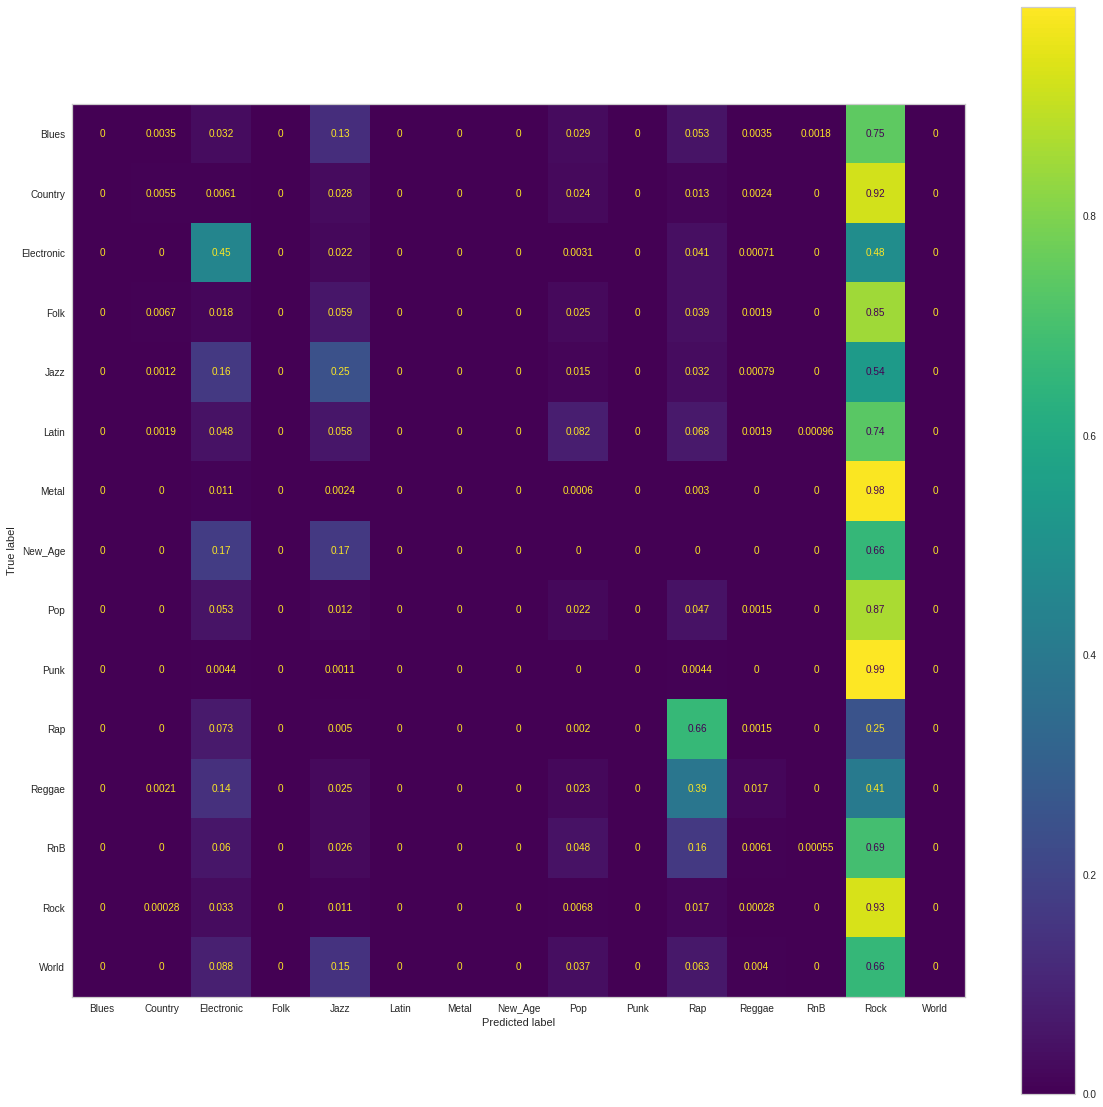 Blues 0 0.0035 0.032 0 0.13 0 0 0 0.029 0 0.053 0.0035 0.0018 0.75 0
Country 0 0.0055 0.0061 0 0.028 0 0 0 0.024 0 0.013 0.0024 0 0.92 0
Electronic 0 0 0.45 0 0.022 0 0 0 0.0031 0 0.041 0.00071 0 0.48 0
Folk 0 0.0067 0.018 0 0.059 0 0 0 0.025 0 0.039 0.0019 0 0.85 0
Jazz 0 0.0012 0.16 0 0.25 0 0 0 0.015 0 0.032 0.00079 0 0.54 0
Latin 0 0.0019 0.048 0 0.058 0 0 0 0.082 0 0.068 0.0019 0.00096 0.74 0
Metal 0 0 0.011 0 0.0024 0 0 0 0.0006 0 0.003 0 0 0.98 0
New_Age 0 0 0.17 0 0.17 0 0 0 0 0 0 0 0 0.66 0
Pop 0 0 0.053 0 0.012 0 0 0 0.022 0 0.047 0.0015 0 0.87 0
Punk 0 0 0.0044 0 0.0011 0 0 0 0 0 0.0044 0 0 0.99 0
Rap 0 0 0.073 0 0.005 0 0 0 0.002 0 0.66 0.0015 0 0.25 0
Reggae 0 0.0021 0.14 0 0.025 0 0 0 0.023 0 0.39 0.017 0 0.41 0
RnB 0 0 0.06 0 0.026 0 0 0 0.048 0 0.16 0.0061 0.00055 0.69 0
Rock 0 0.00028 0.033 0 0.011 0 0 0 0.0068 0 0.017 0.00028 0 0.93 0
World 0 0 0.088 0 0.15 0 0 0 0.037 0 0.063 0.004 0 0.66 0
Blues Country Electronic Folk Jazz Latin Metal New_Age Pop Punk Rap Reggae RnB Rock World
Predicted label
True label
0.8
0.6
0.4
0.2
0.0